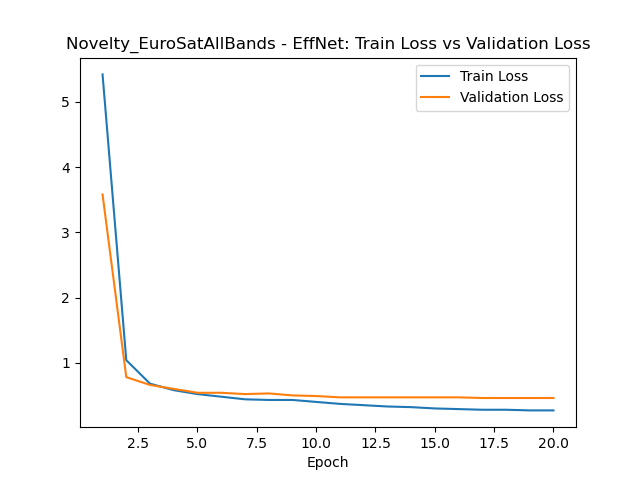 Novelty_EuroSatAllBands - EffNet: Train Loss vs Validation Loss
Train Loss
Validation Loss
5
4
3
2
1
2.5 5.0 7.5 10.0 12.5 15.0 17.5 20.0
Epoch